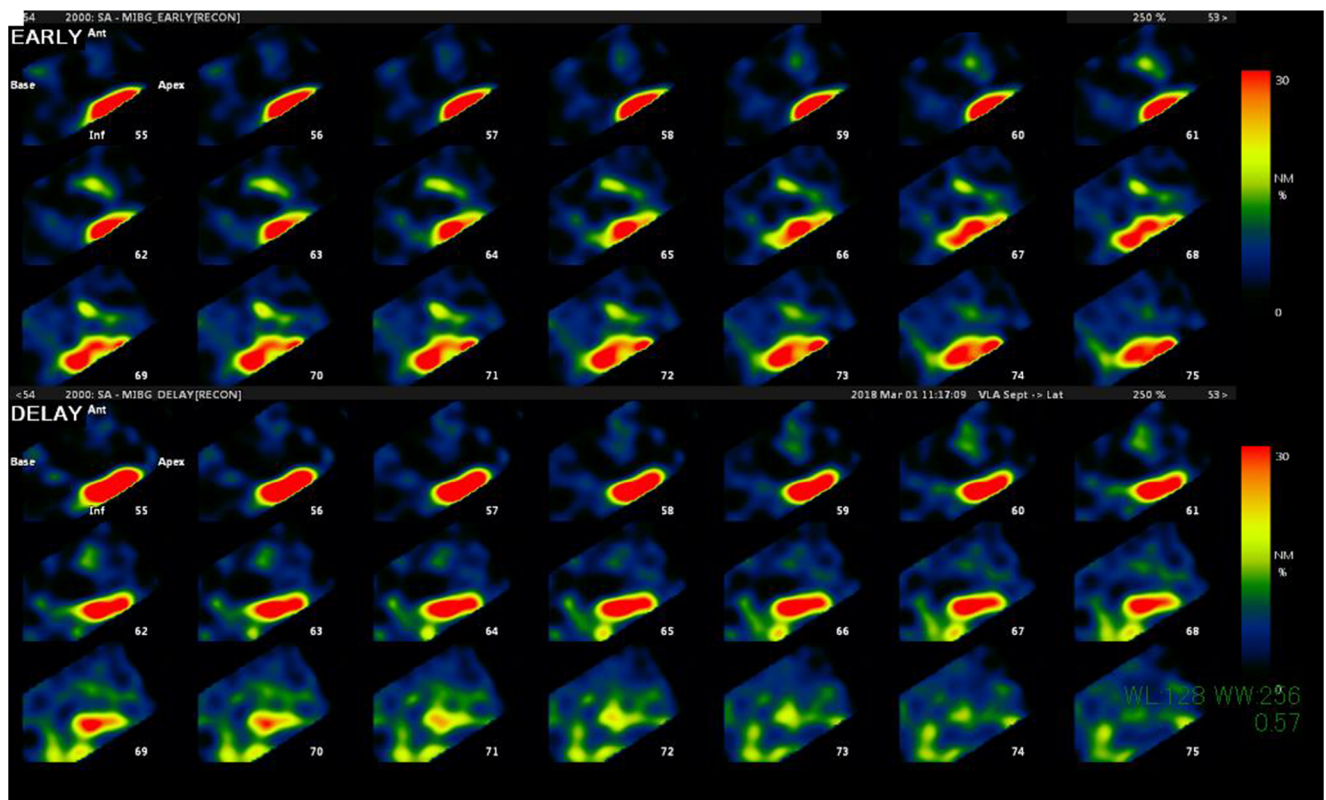 54 2000: SA - MIBG_EARLY[RECON] 250 % 53 >
EARLY Ant
Base Apex
Inf 55 56 57 58 59 60 61
62 63 64 65 66 67 68
69 70 71 72 73 74 75
30
NM
%
0
<54 2000: SA - MIBG_DELAY[RECON] 2018 Mar 01 11:17:09 VLA Sept -> Lat 250 % 53 >
DELAY Ant
Base Apex
Inf 55 56 57 58 59 60 61
62 63 64 65 66 67 68
69 70 71 72 73 74 75
30
NM
%
0
WL:128 WW:256
0.57